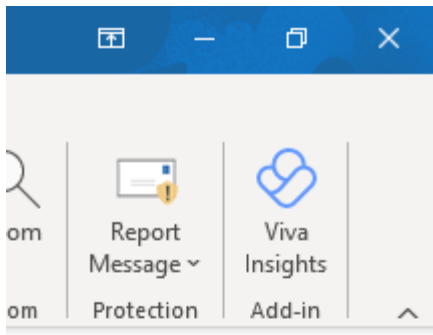 om
Report
Message
Viva
Insights
om
Protection
Add-in